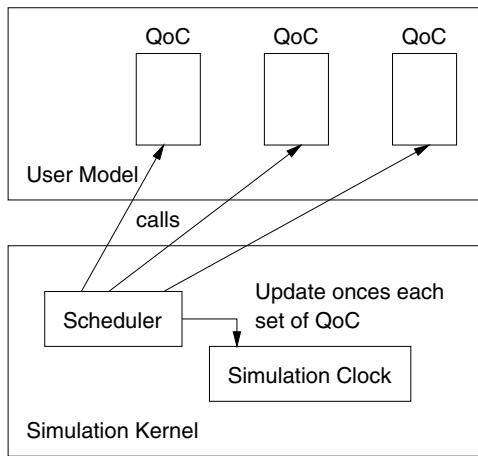 QoC QoC QoC
User Model
calls
Update onces each
set of QoC
Scheduler
Simulation Clock
Simulation Kernel